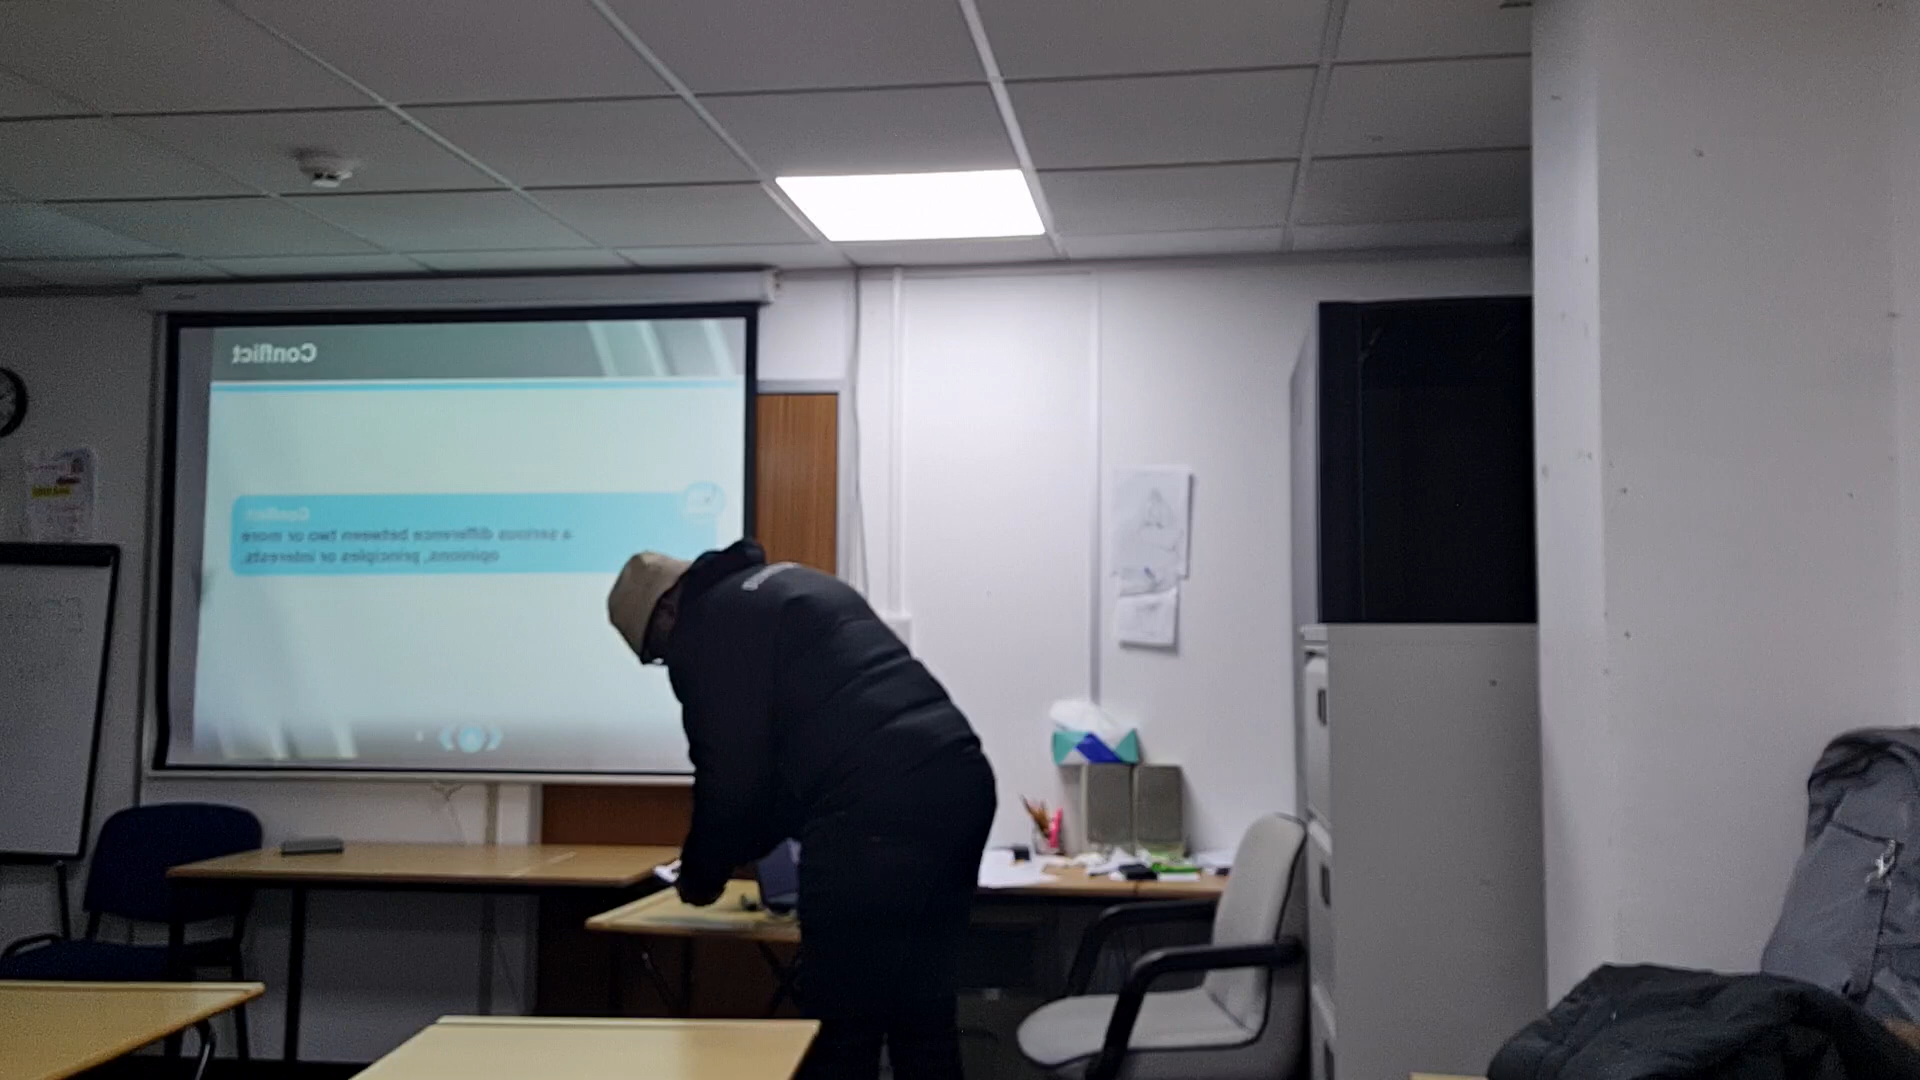 Conflict
Conflict
a serious difference between two or more
opinions, principles or interests.